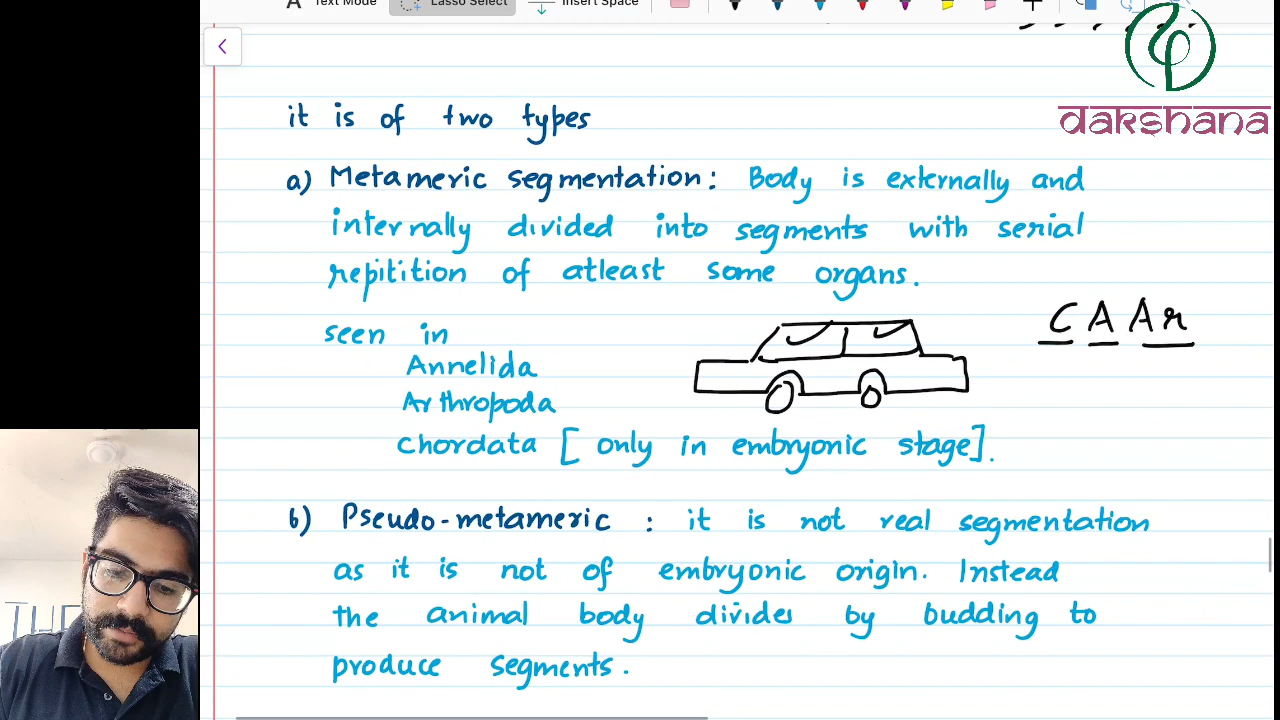 Text Mode
Lasso Select
Insert Space
dakshana
it is of two types
a) Metameric segmentation: Body is externally and
internally divided into segments with serial
repitition of atleast some organs.
seen in
C A Ar
Annelida
Arthropoda
Chordata [only in embryonic stage].
b) Pseudo-metameric : it is not real segmentation
as it is not of embryonic origin. Instead
the animal body divides by budding to
produce segments.
THE